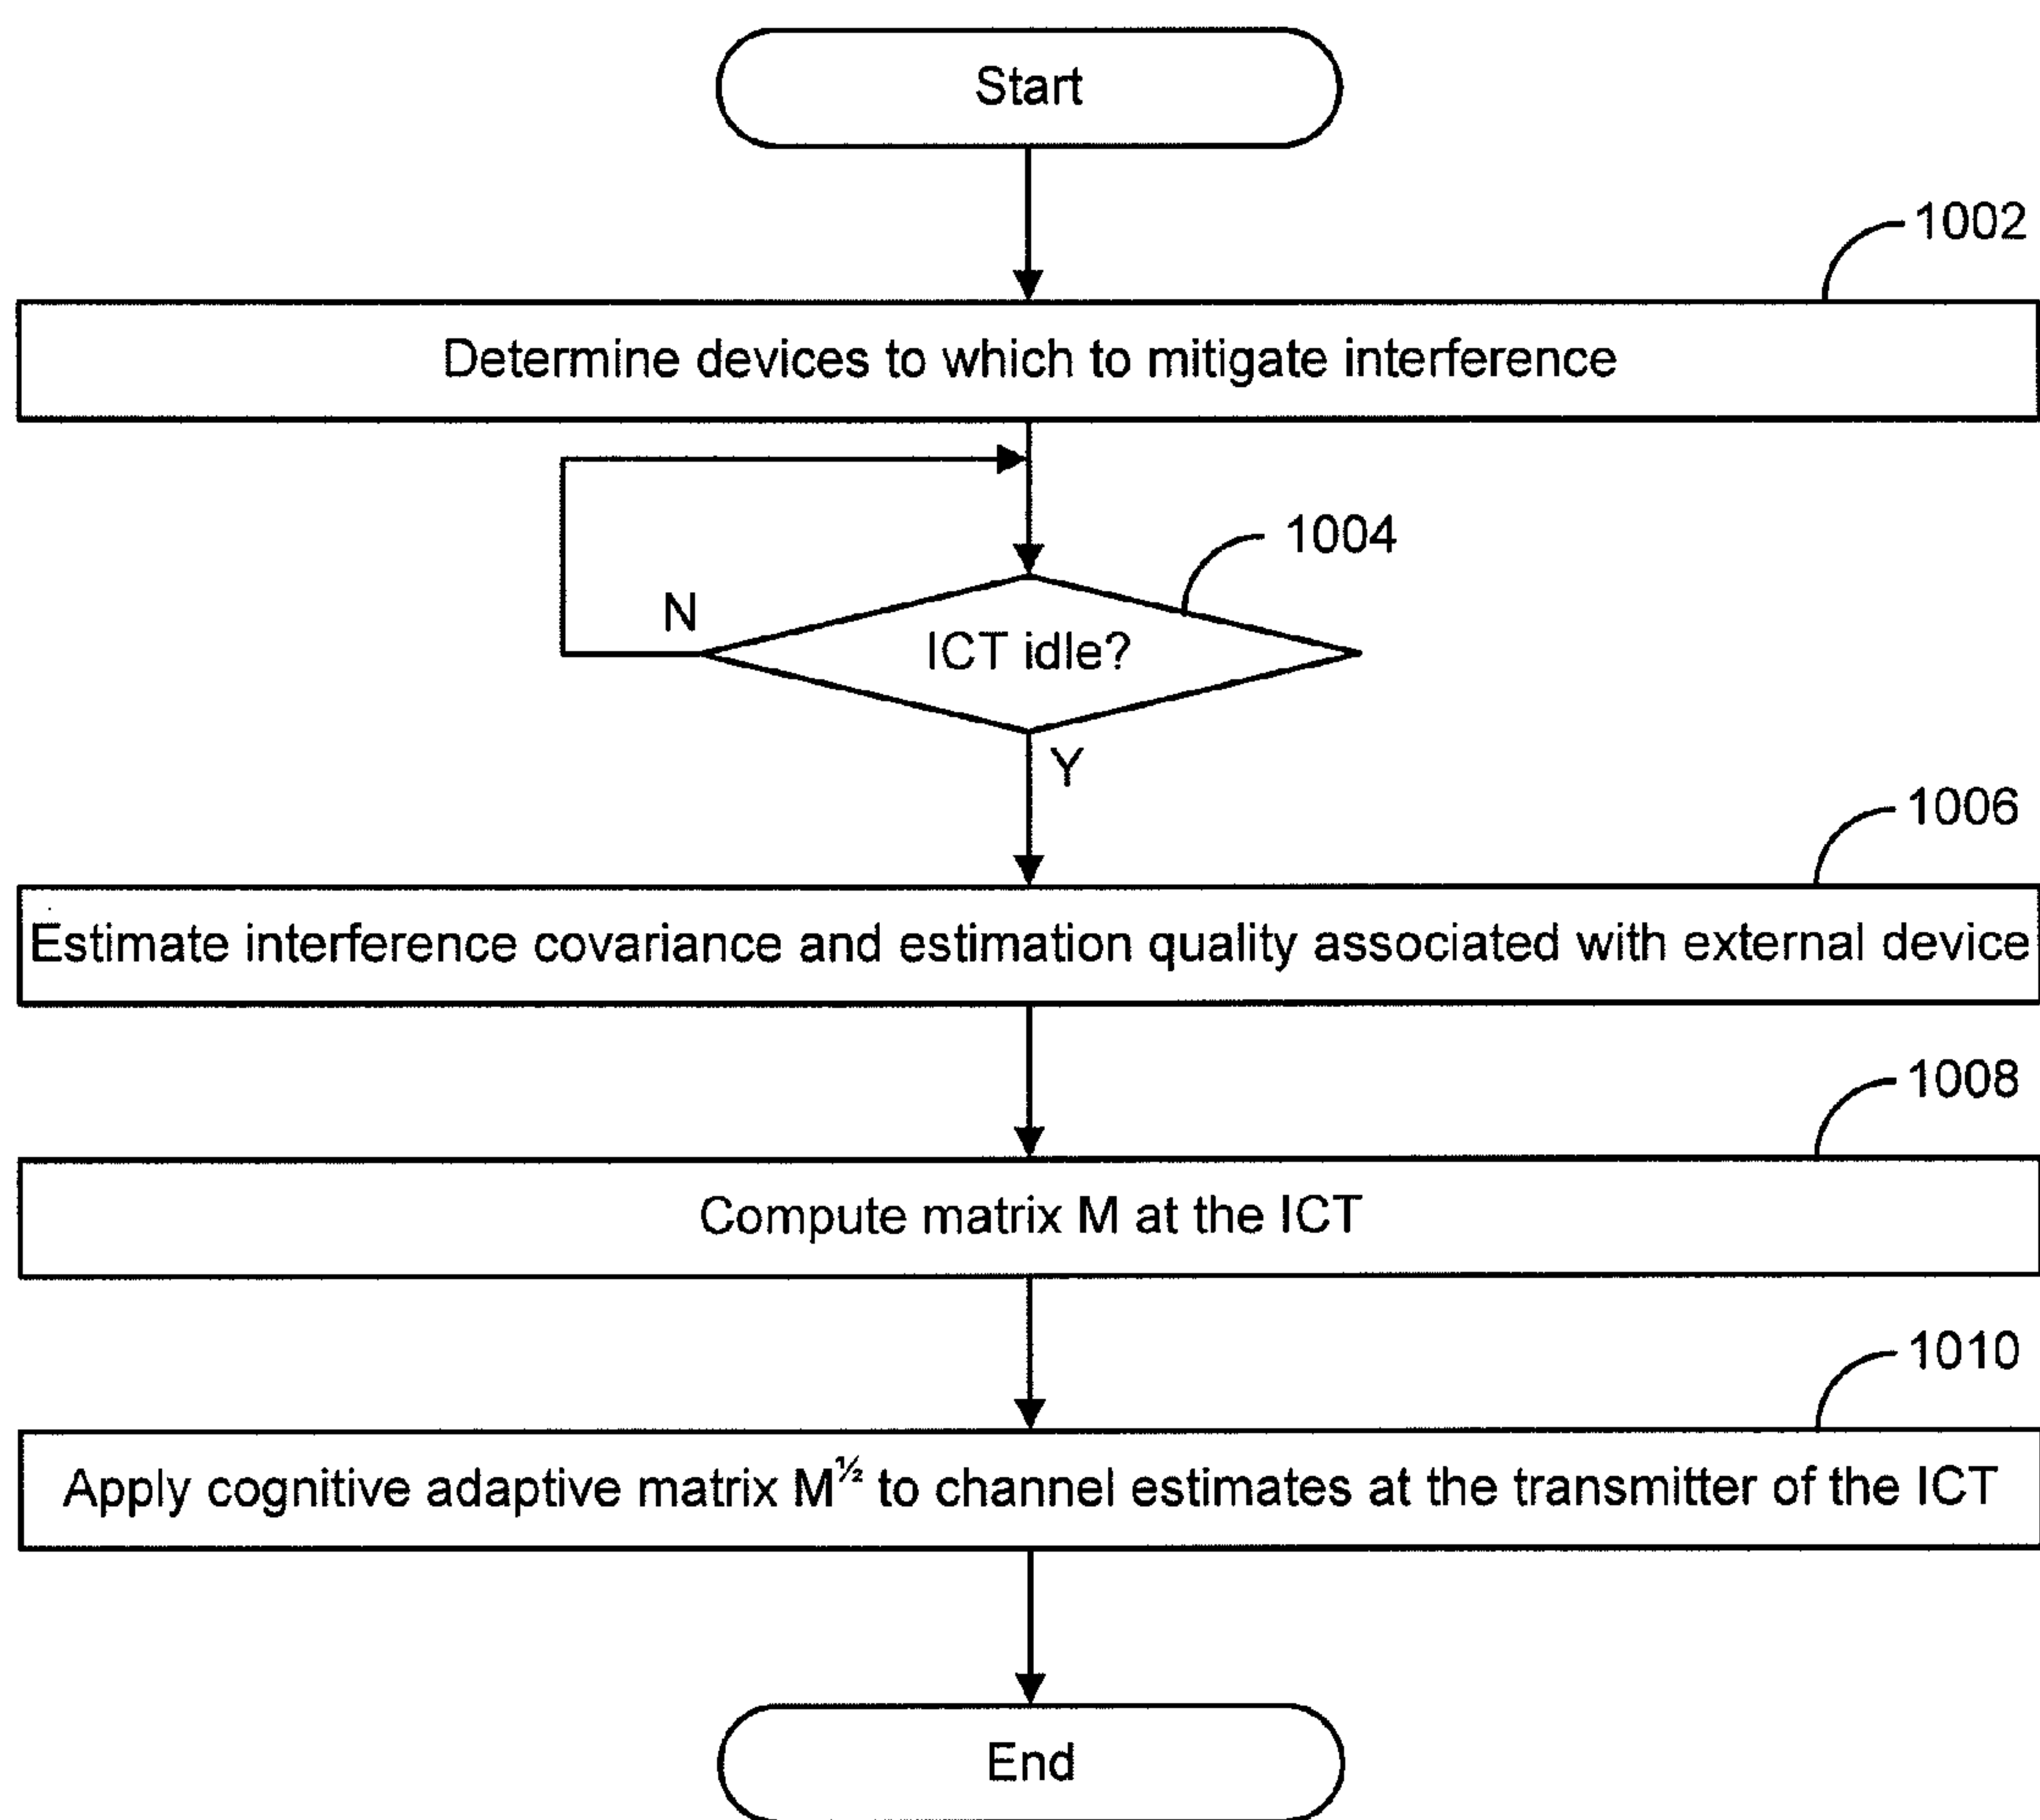 Start
1002
Determine devices to which to mitigate interference
1004
N
ICT idle?
Y
1006
Estimate interference covariance and estimation quality associated with external device
1008
Compute matrix M at the ICT
1010
Apply cognitive adaptive matrix M½ to channel estimates at the transmitter of the ICT
End